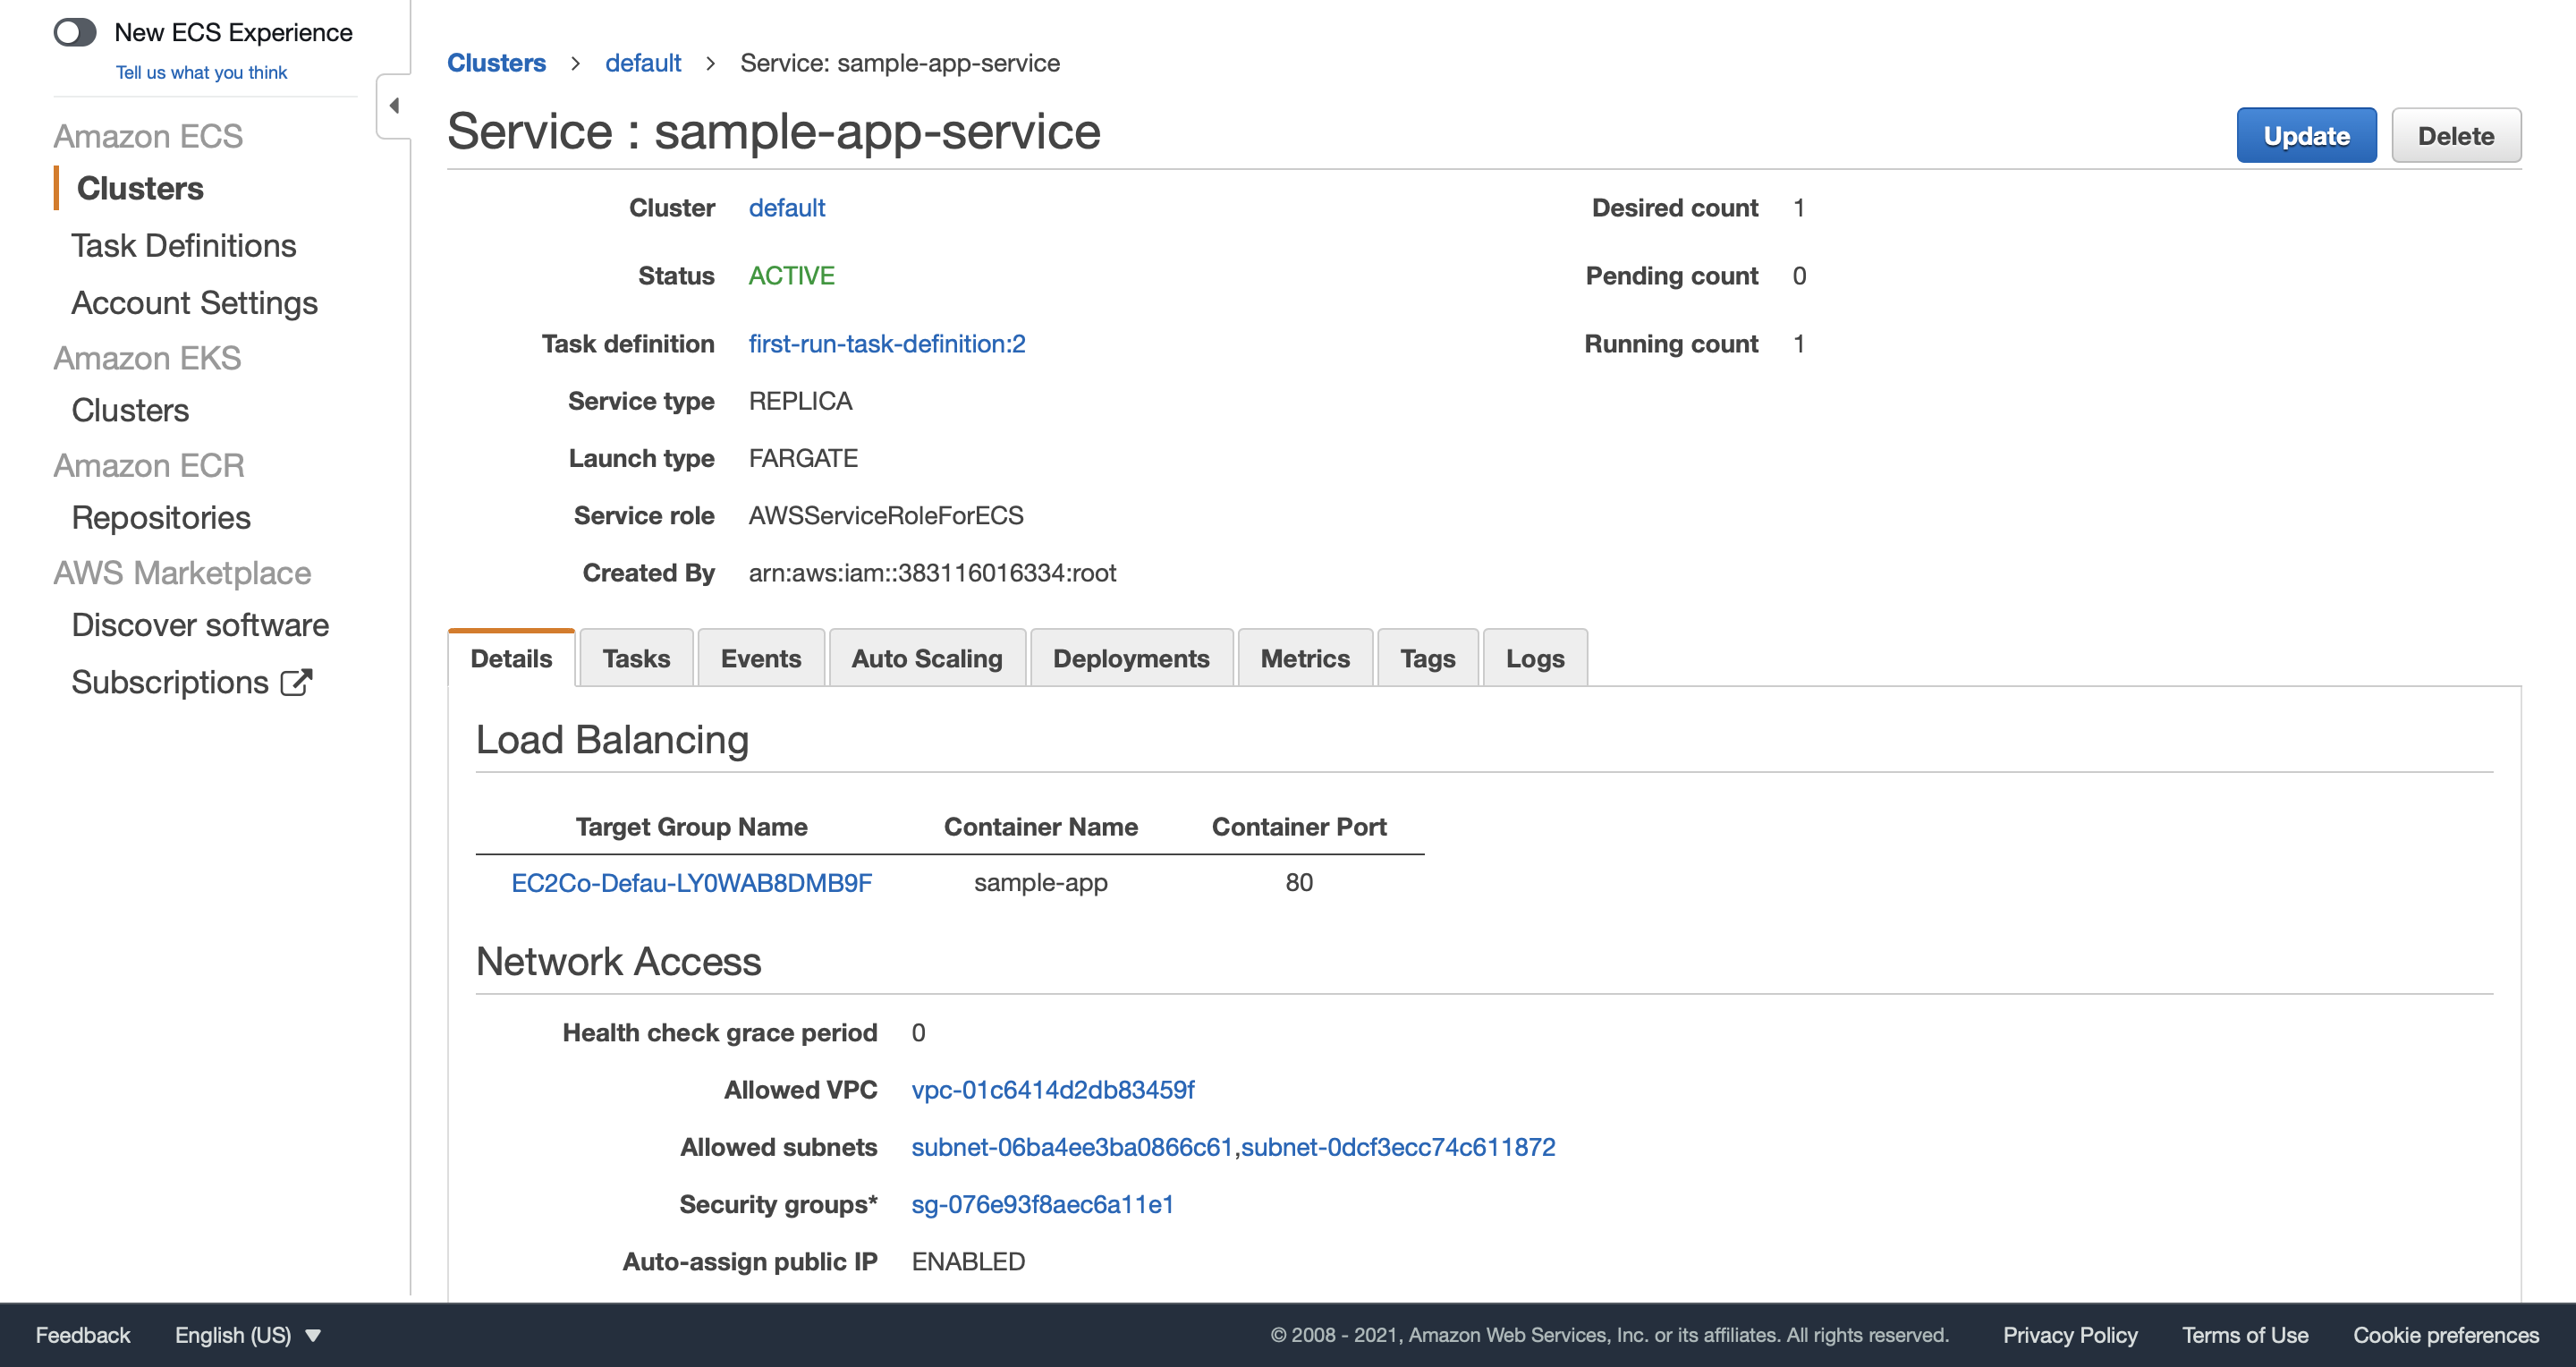 New ECS Experience
Tell us what you think
Amazon ECS
Clusters
Task Definitions
Account Settings
Amazon EKS
Clusters
Amazon ECR
Repositories
AWS Marketplace
Discover software
Subscriptions
Clusters > default > Service: sample-app-service
Service : sample-app-service
Update Delete
Cluster default
Status ACTIVE
Task definition first-run-task-definition:2
Service type REPLICA
Launch type FARGATE
Service role AWSServiceRoleForECS
Created By arn:aws:iam::383116016334:root
Desired count 1
Pending count 0
Running count 1
Details Tasks Events Auto Scaling Deployments Metrics Tags Logs
Load Balancing
Target Group Name Container Name Container Port
EC2Co-Defau-LY0WAB8DMB9F sample-app 80
Network Access
Health check grace period 0
Allowed VPC vpc-01c6414d2db83459f
Allowed subnets subnet-06ba4ee3ba0866c61,subnet-0dcf3ecc74c611872
Security groups* sg-076e93f8aec6a11e1
Auto-assign public IP ENABLED
Feedback English (US) © 2008 - 2021, Amazon Web Services, Inc. or its affiliates. All rights reserved. Privacy Policy Terms of Use Cookie preferences